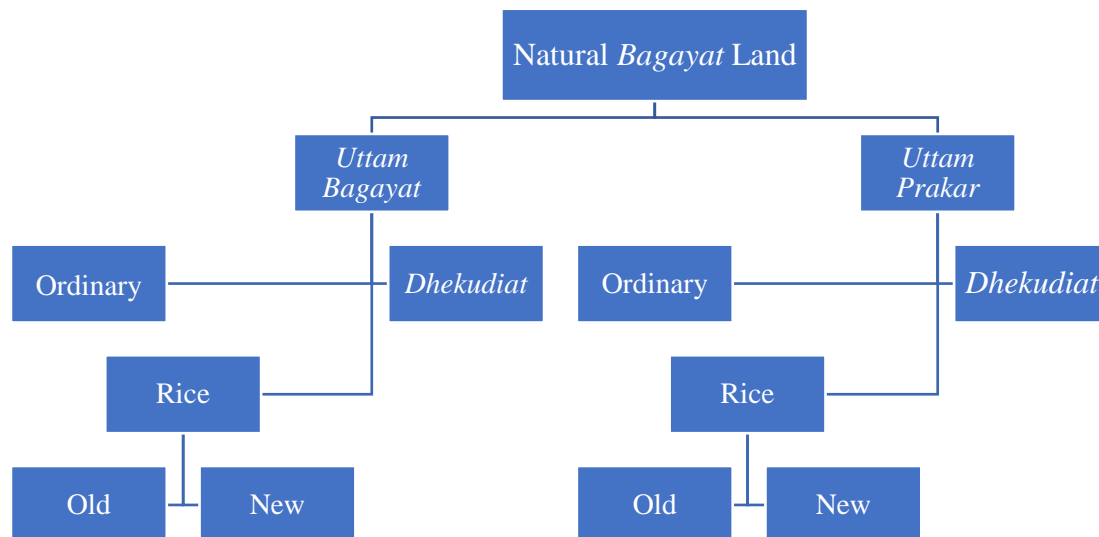 Natural Bagayat Land
Uttam
Bagayat
Uttam
Prakar
Ordinary
Dhekudiat
Ordinary
Dhekudiat
Rice
Rice
Old
New
Old
New